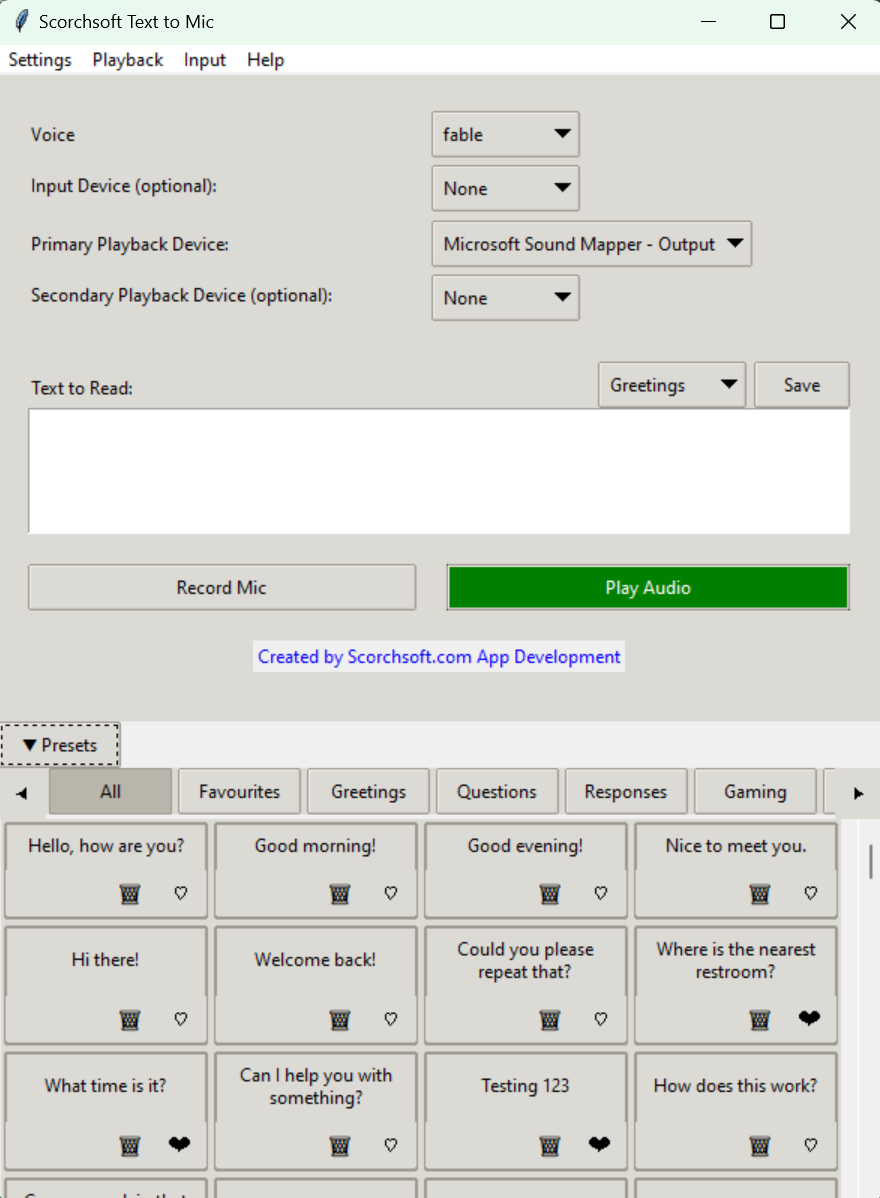 Scorchsoft Text to Mic
Settings Playback Input Help
Voice
fable
Input Device (optional):
None
Primary Playback Device:
Microsoft Sound Mapper - Output
Secondary Playback Device (optional):
None
Text to Read:
Greetings
Save
Record Mic
Play Audio
Created by Scorchsoft.com App Development
▼ Presets
All Favourites Greetings Questions Responses Gaming
Hello, how are you?
Good morning!
Good evening!
Nice to meet you.
Hi there!
Welcome back!
Could you please
repeat that?
Where is the nearest
restroom?
What time is it?
Can I help you with
something?
Testing 123
How does this work?